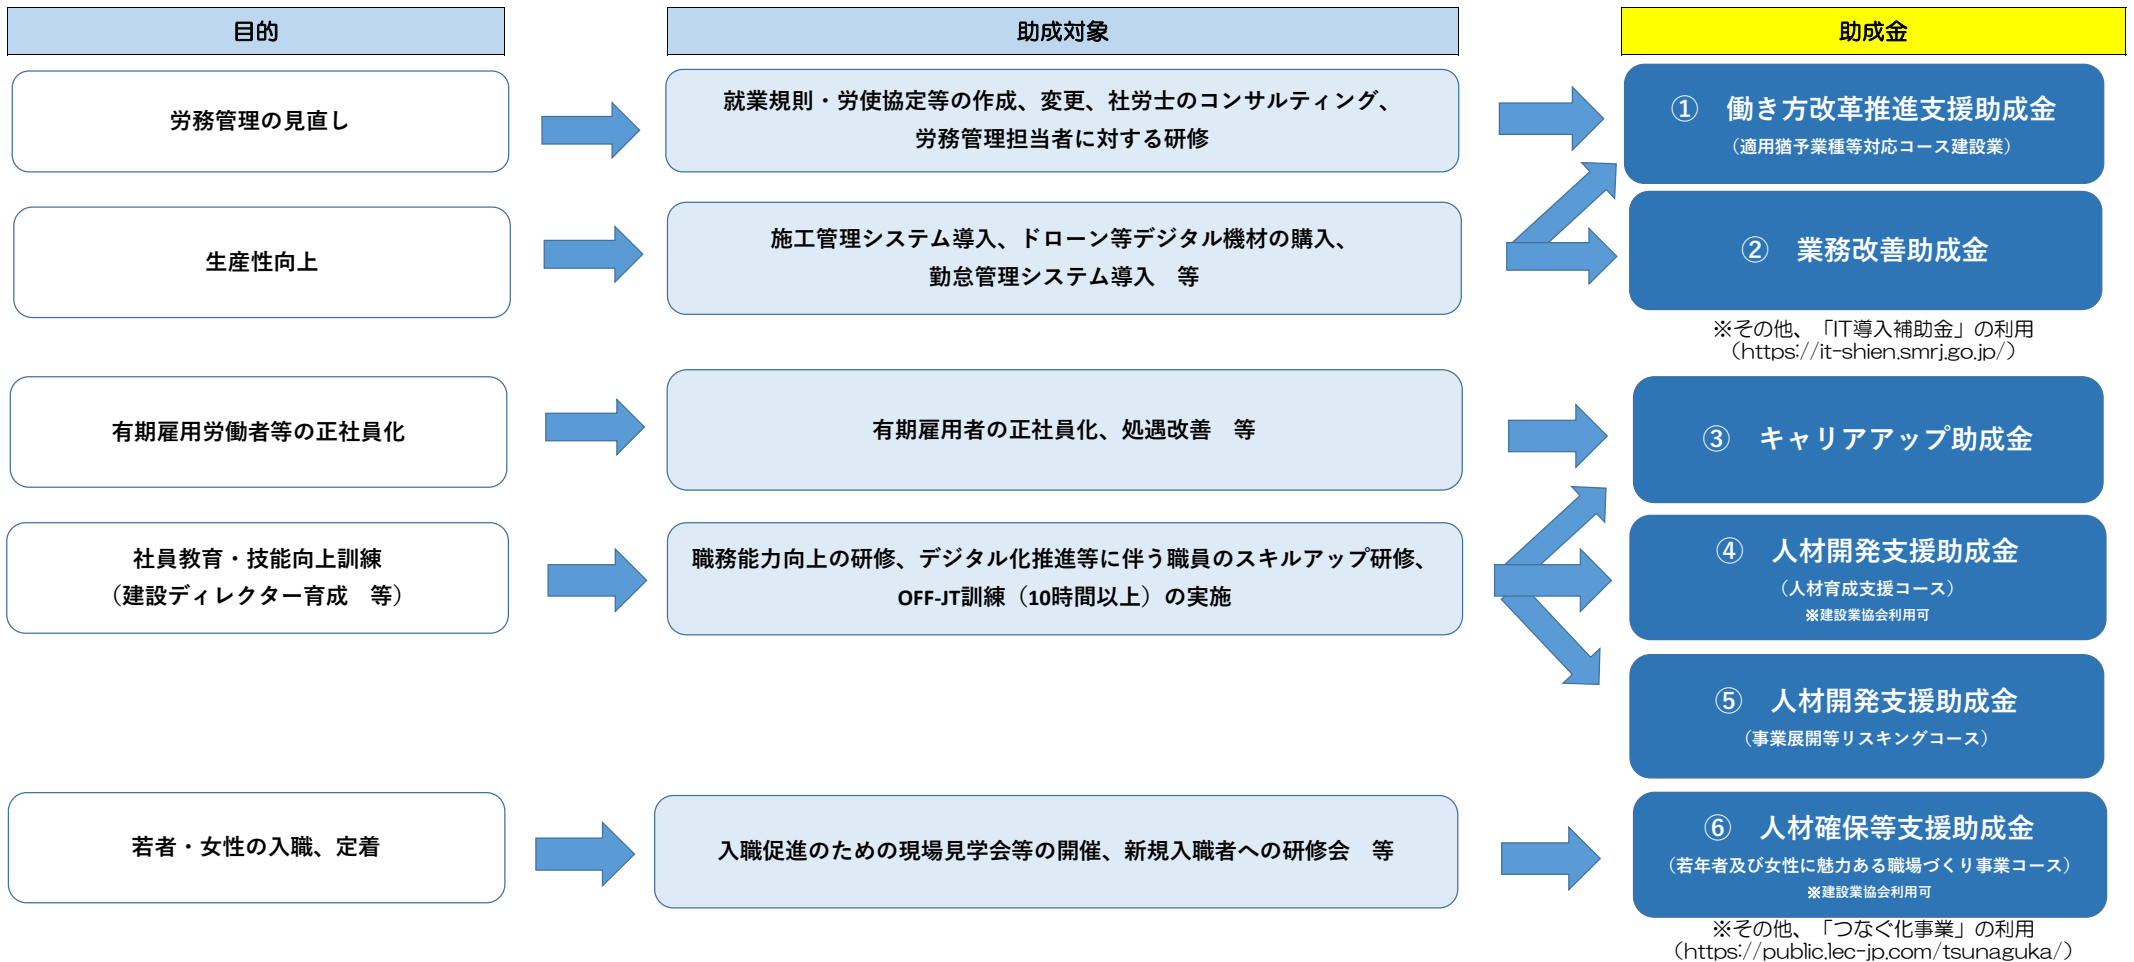 目的
助成対象
助成金
労務管理の見直し
就業規則・労使協定等の作成、変更、社労士のコンサルティング、
労務管理担当者に対する研修
①　働き方改革推進支援助成金
（適用猶予業種等対応コース建設業）
生産性向上
施工管理システム導入、ドローン等デジタル機材の購入、
勤怠管理システム導入　等
②　業務改善助成金
※その他、「IT導入補助金」の利用
（https://it-shien.smrj.go.jp/）
有期雇用労働者等の正社員化
有期雇用者の正社員化、処遇改善　等
③　キャリアアップ助成金
社員教育・技能向上訓練
（建設ディレクター育成　等）
職務能力向上の研修、デジタル化推進等に伴う職員のスキルアップ研修、
OFF-JT訓練（10時間以上）の実施
④　人材開発支援助成金
（人材育成支援コース）
※建設業協会利用可
⑤　人材開発支援助成金
（事業展開等リスキングコース）
若者・女性の入職、定着
入職促進のための現場見学会等の開催、新規入職者への研修会　等
⑥　人材確保等支援助成金
（若年者及び女性に魅力ある職場づくり事業コース）
※建設業協会利用可
※その他、「つなぐ化事業」の利用
（https://public.lec-jp.com/tsunaguka/）